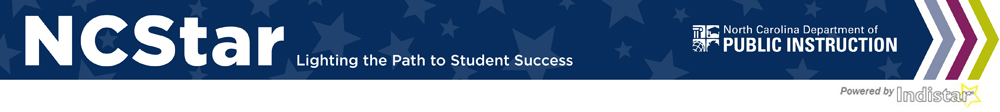 NCStar
Lighting the Path to Student Success
North Carolina Department of
PUBLIC INSTRUCTION
Powered by Indistar